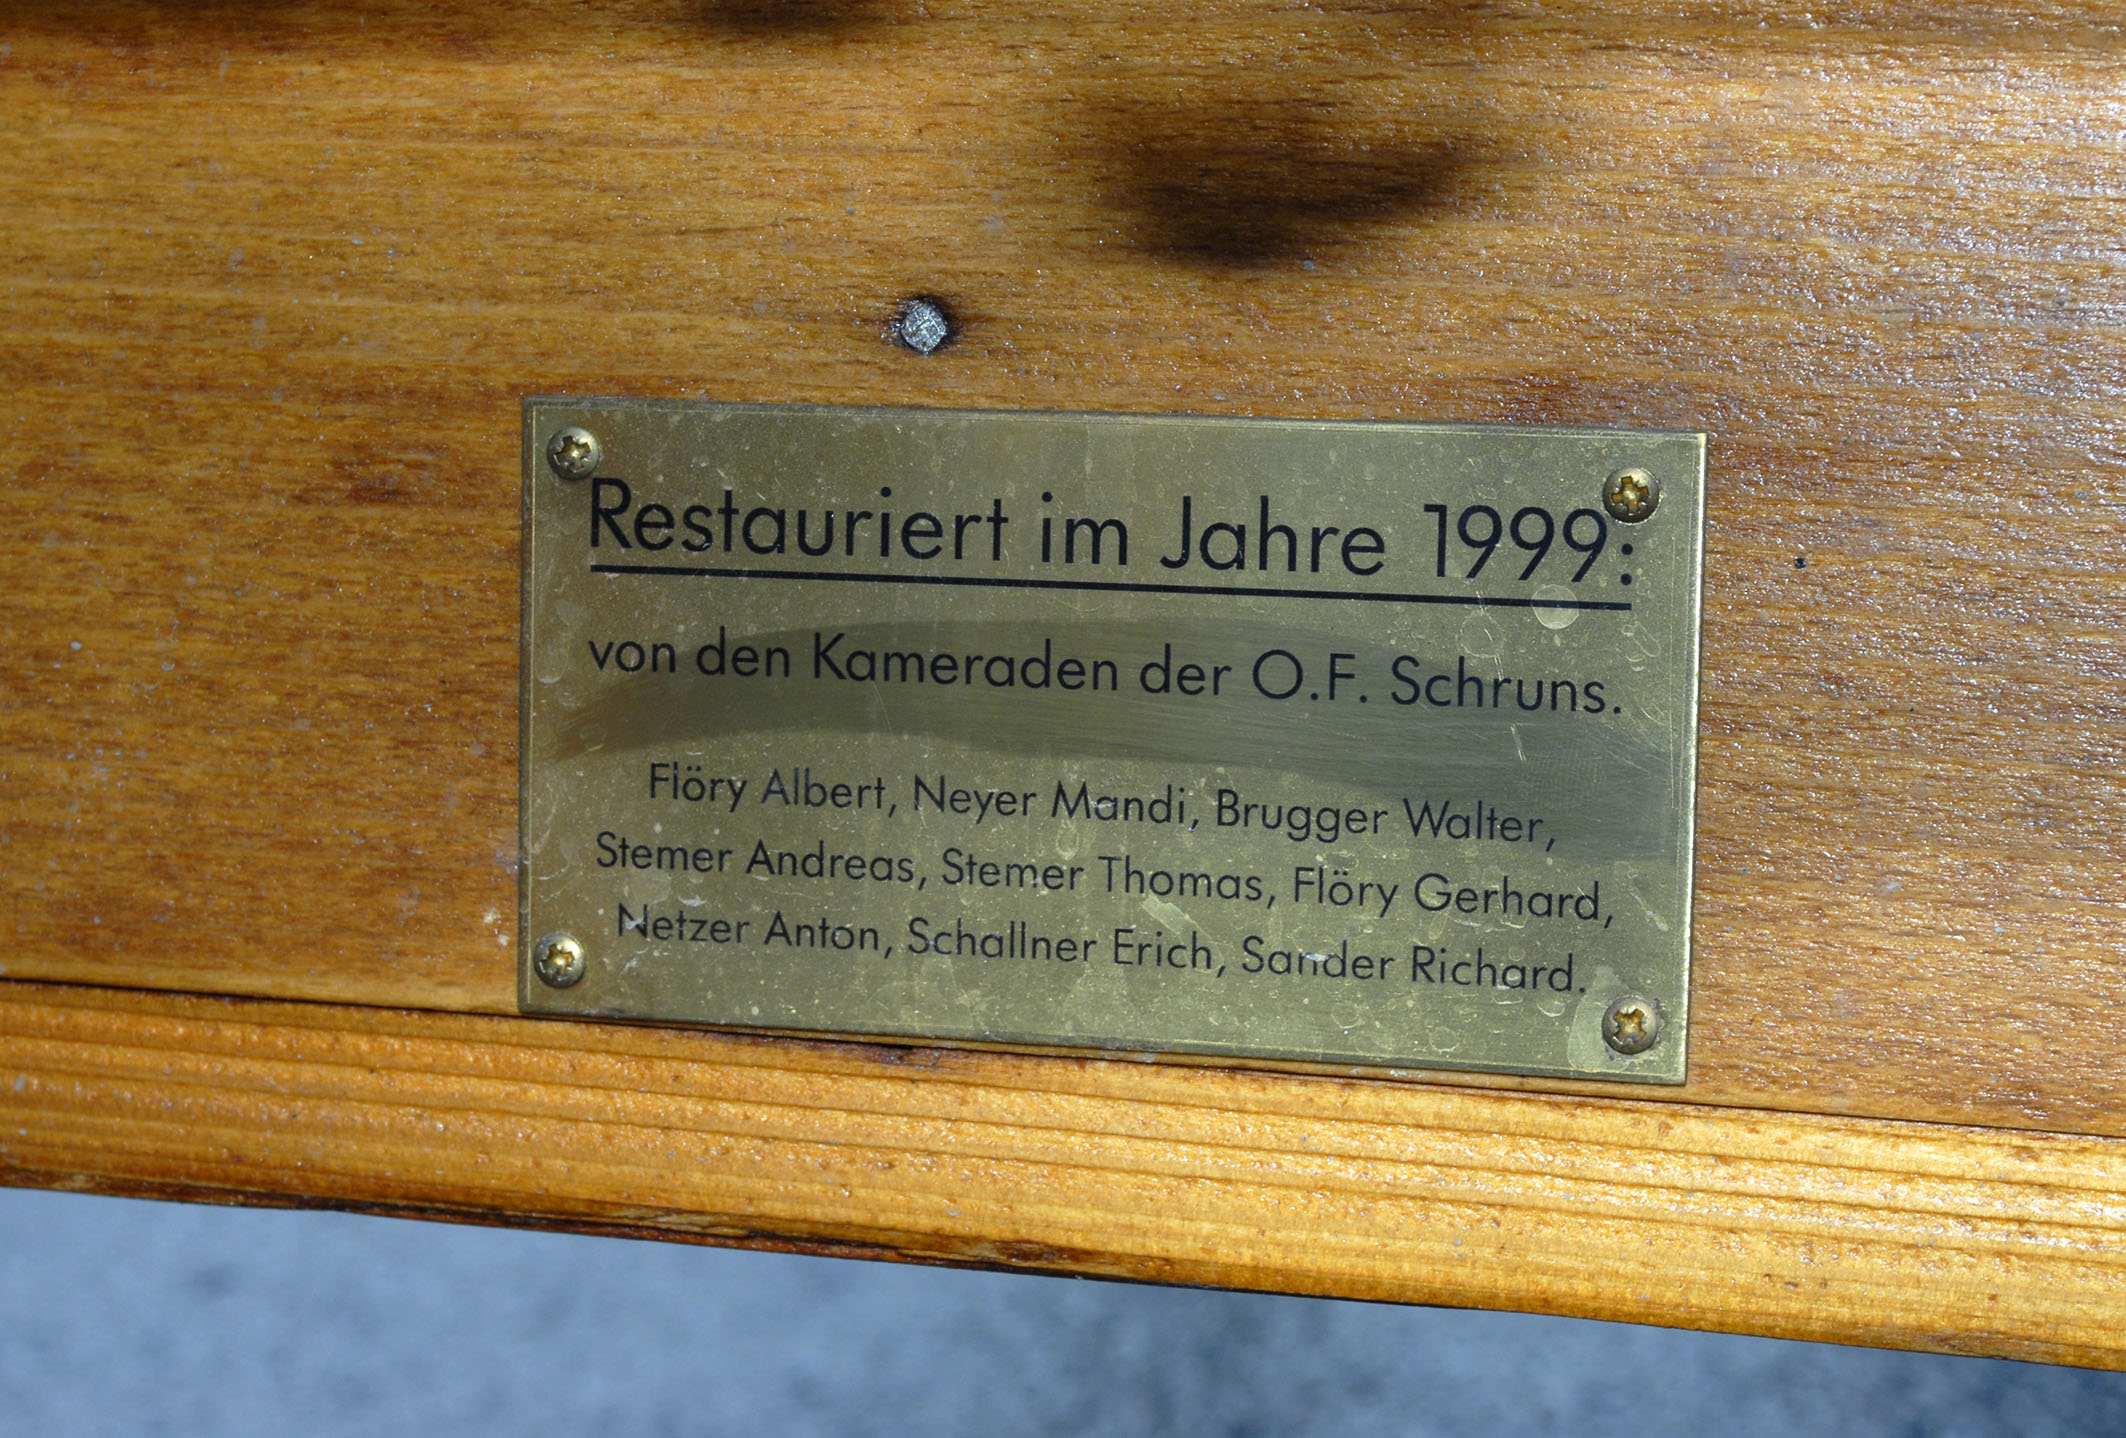 Restauriert im Jahre 1999:
von den Kameraden der O.F. Schruns.
Flöry Albert, Neyer Mandi, Brugger Walter,
Stemer Andreas, Stemer Thomas, Flöry Gerhard,
Netzer Anton, Schallner Erich, Sander Richard.